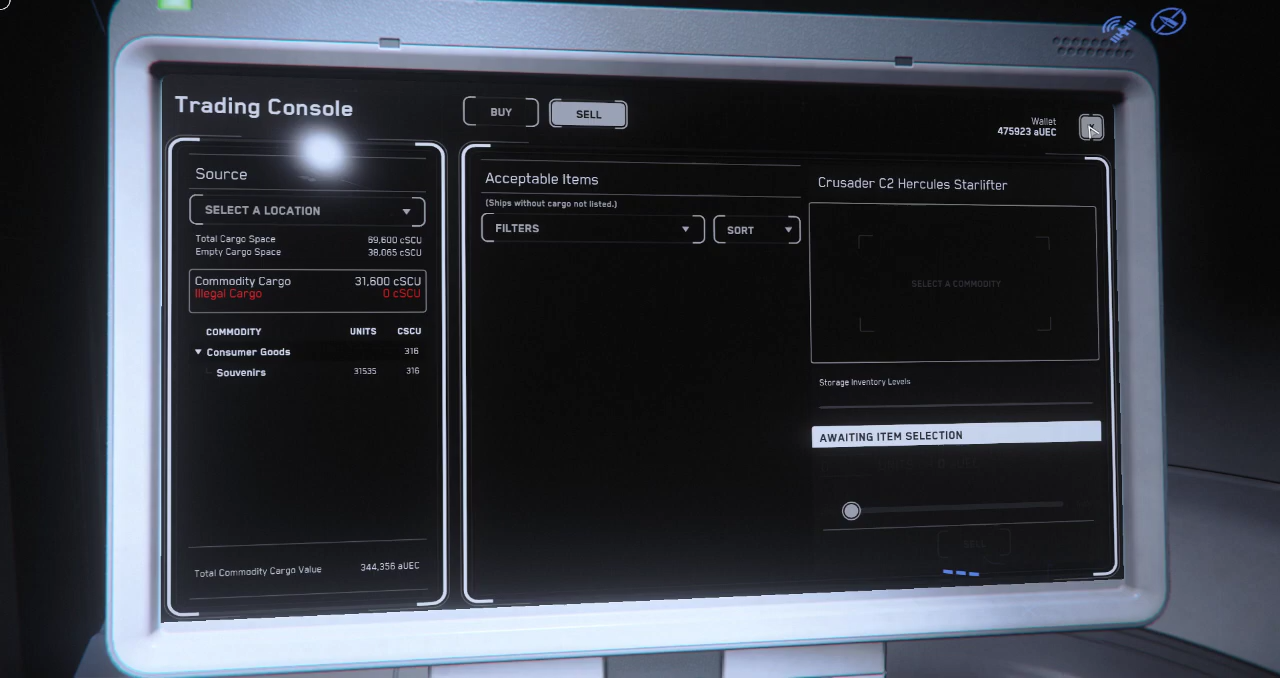 Trading Console
BUY
SELL
Wallet
475923 aUEC
Source
SELECT A LOCATION
Total Cargo Space 69,600 cSCU
Empty Cargo Space 38,065 cSCU
Commodity Cargo 31,600 cSCU
Illegal Cargo 0 cSCU
COMMODITY UNITS CSCU
Consumer Goods 316
Souvenirs 31535 316
Total Commodity Cargo Value 344,356 aUEC
Acceptable Items
(Ships without cargo not listed.)
FILTERS
SORT
Crusader C2 Hercules Starlifter
SELECT A COMMODITY
Storage Inventory Levels
AWAITING ITEM SELECTION
SELL